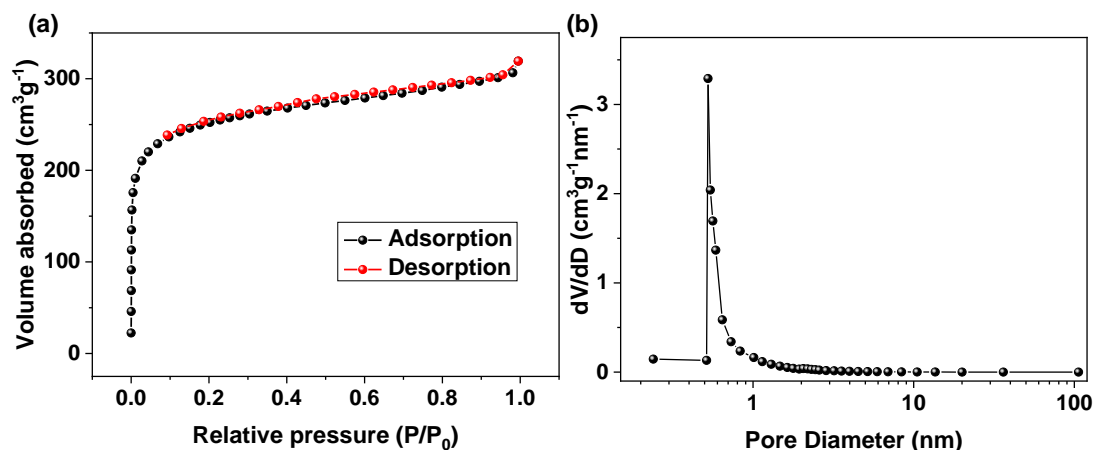 (a)
300
200
100
0
0.0 0.2 0.4 0.6 0.8 1.0
Volume absorbed (cm³g⁻¹)
Relative pressure (P/P₀)
Adsorption
Desorption
(b)
3
2
1
0
1 10 100
dV/dD (cm³g⁻¹nm⁻¹)
Pore Diameter (nm)